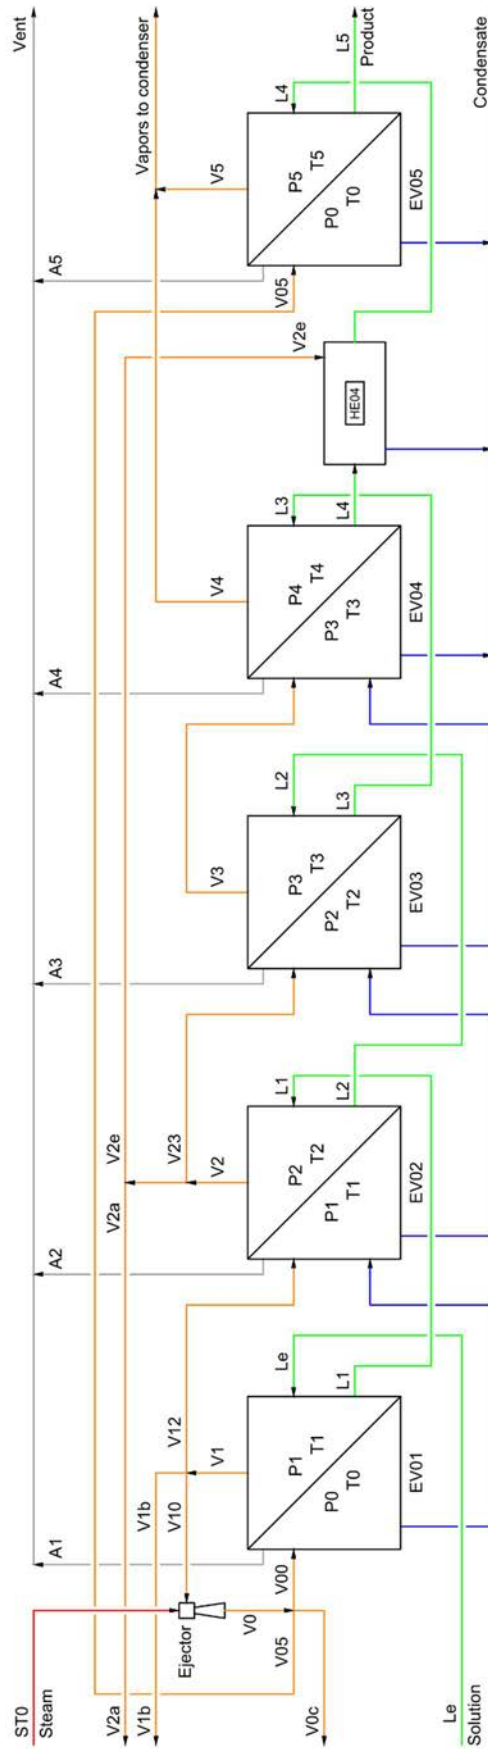 ST0
Steam
V2a
V1b
V0c
Le
Solution
Ejector
V0
V05
V00
A1
V1b
V10
V12
V1
P1
T1
P0
T0
EV01
Le
L1
A2
V2a
V2e
V23
V2
P2
T2
P1
T1
EV02
L1
L2
A3
V3
P3
T3
P2
T2
EV03
L2
L3
A4
V4
P4
T4
P3
T3
EV04
L3
L4
HE04
V2e
A5
V05
V5
P5
T5
P0
T0
EV05
L4
L5
Product
Vent
Vapors to condenser
Condensate